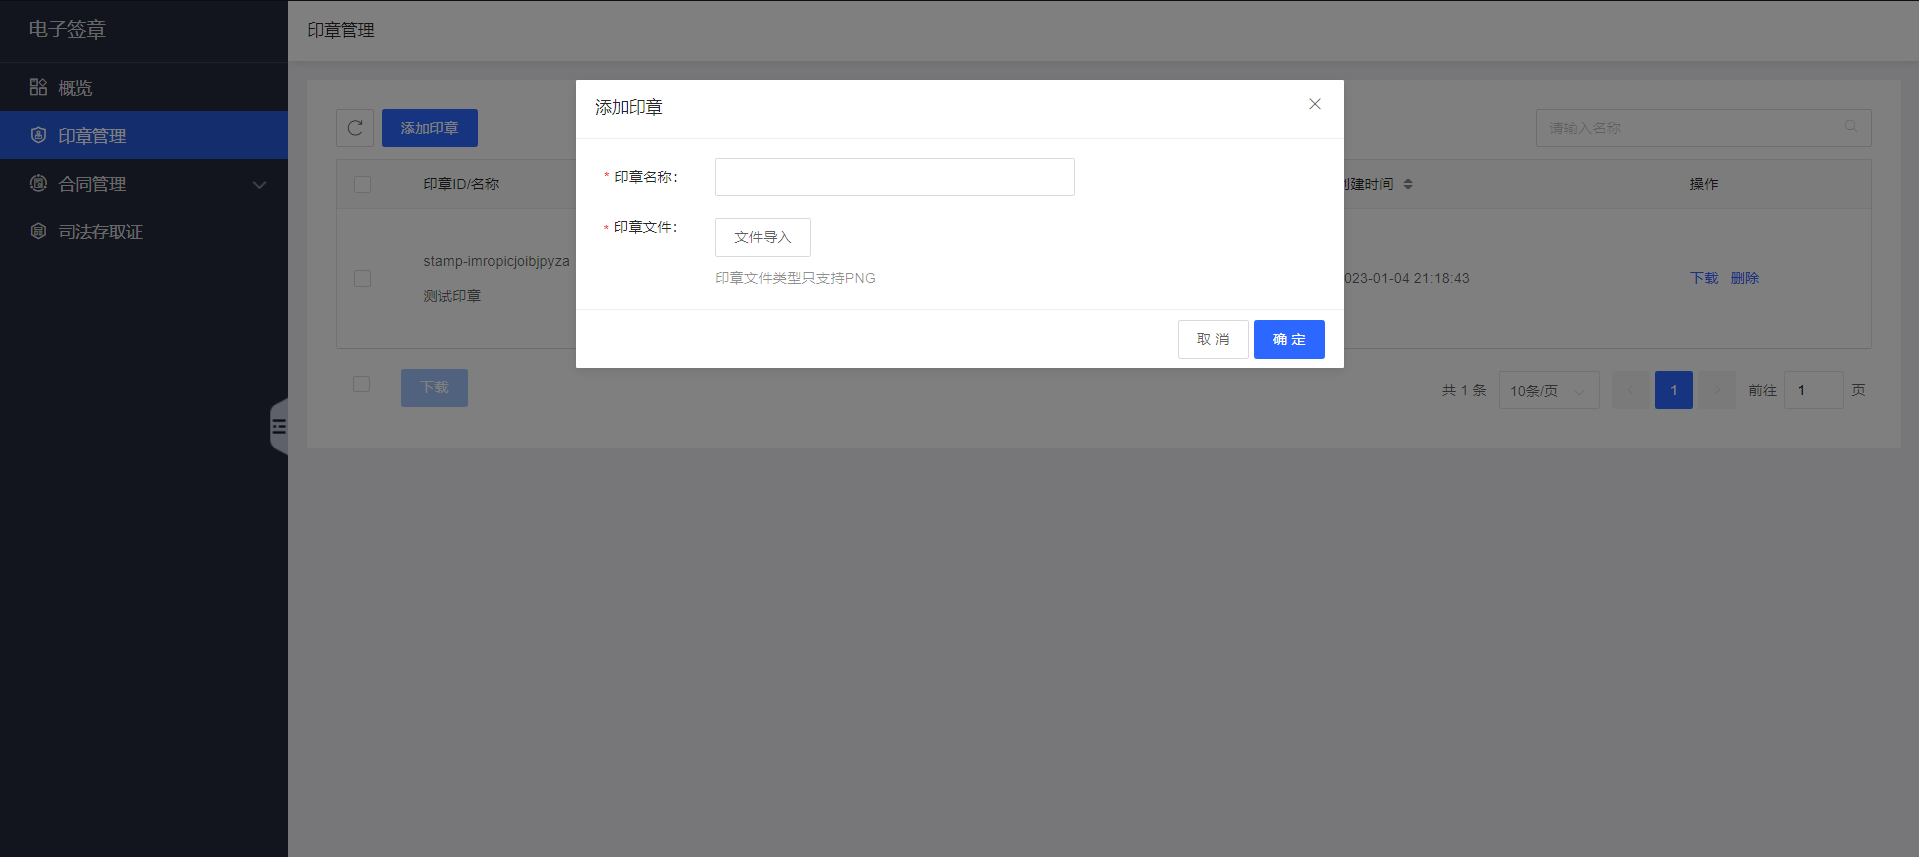 电子签章
概览
印章管理
合同管理
司法存取证
印章管理
添加印章
请输入名称
印章ID/名称
创建时间
操作
stamp-imropicjoibjpyza
测试印章
023-01-04 21:18:43
下载 删除
下载
共 1 条
10条/页
1
前往
1
页
添加印章
* 印章名称：
* 印章文件：
文件导入
印章文件类型只支持PNG
取 消
确 定